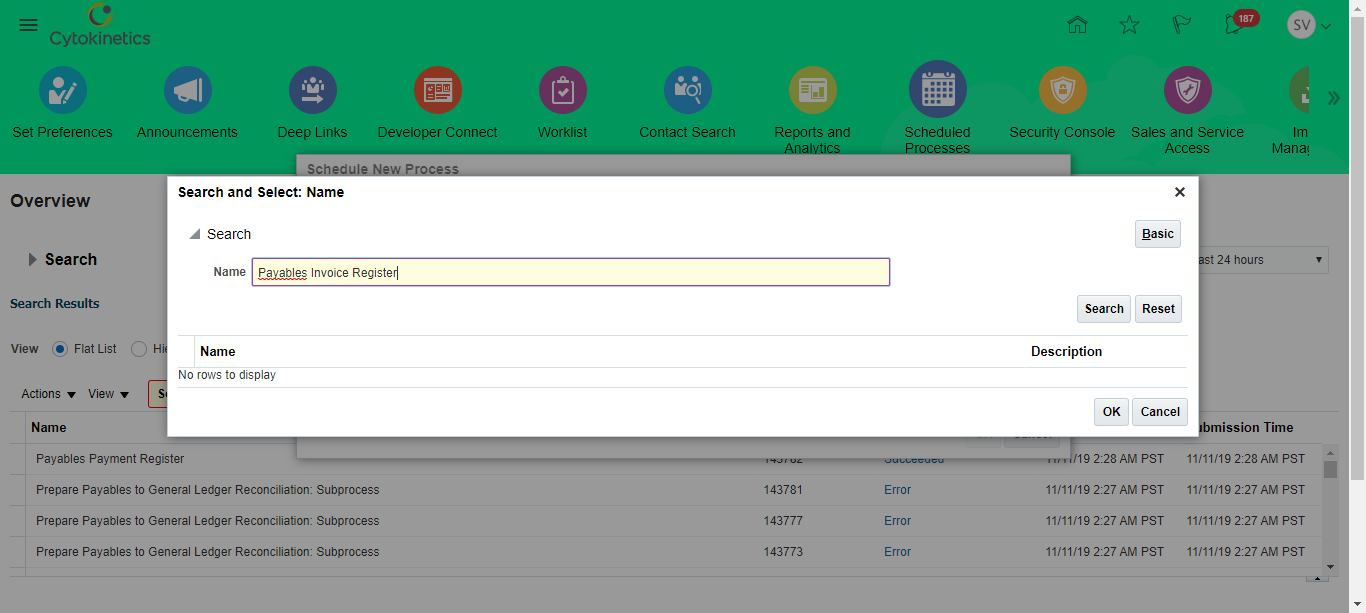 Cytokinetics
187
SV
Set Preferences
Announcements
Deep Links
Developer Connect
Worklist
Contact Search
Reports and Analytics
Scheduled Processes
Security Console
Sales and Service Access
Im
Manag
Schedule New Process
Overview
Search and Select: Name
Search
Basic
Search
Name Payables Invoice Register
ast 24 hours
Search Results
Search Reset
View Flat List Hie
Name Description
No rows to display
Actions View
OK Cancel
Name
ubmission Time
Payables Payment Register 143782 Succeeded 11/11/19 2:28 AM PST 11/11/19 2:28 AM PST
Prepare Payables to General Ledger Reconciliation: Subprocess 143781 Error 11/11/19 2:27 AM PST 11/11/19 2:27 AM PST
Prepare Payables to General Ledger Reconciliation: Subprocess 143777 Error 11/11/19 2:27 AM PST 11/11/19 2:27 AM PST
Prepare Payables to General Ledger Reconciliation: Subprocess 143773 Error 11/11/19 2:27 AM PST 11/11/19 2:27 AM PST